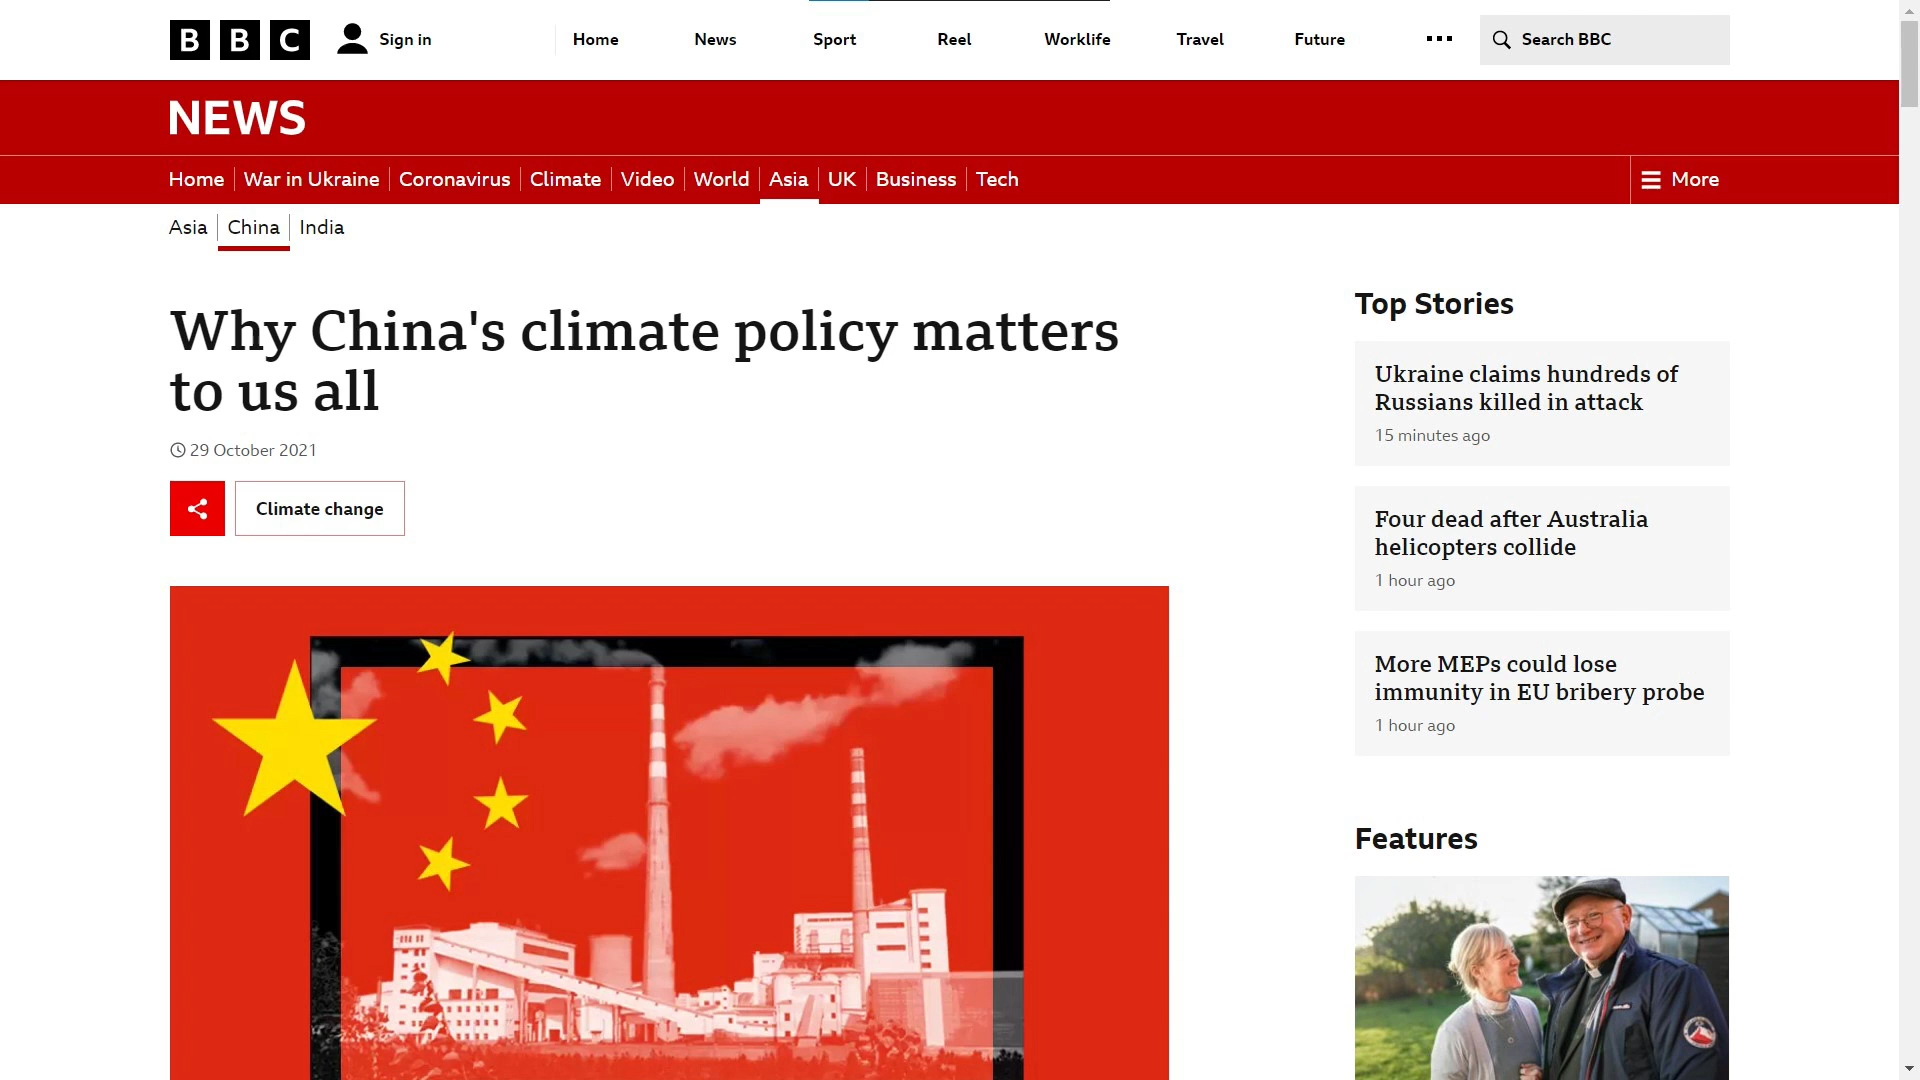 BBC
Sign in
Home
News
Sport
Reel
Worklife
Travel
Future
Search BBC
NEWS
Home
War in Ukraine
Coronavirus
Climate
Video
World
Asia
UK
Business
Tech
More
Asia
China
India
Why China's climate policy matters
to us all
29 October 2021
Climate change
Top Stories
Ukraine claims hundreds of
Russians killed in attack
15 minutes ago
Four dead after Australia
helicopters collide
1 hour ago
More MEPs could lose
immunity in EU bribery probe
1 hour ago
Features